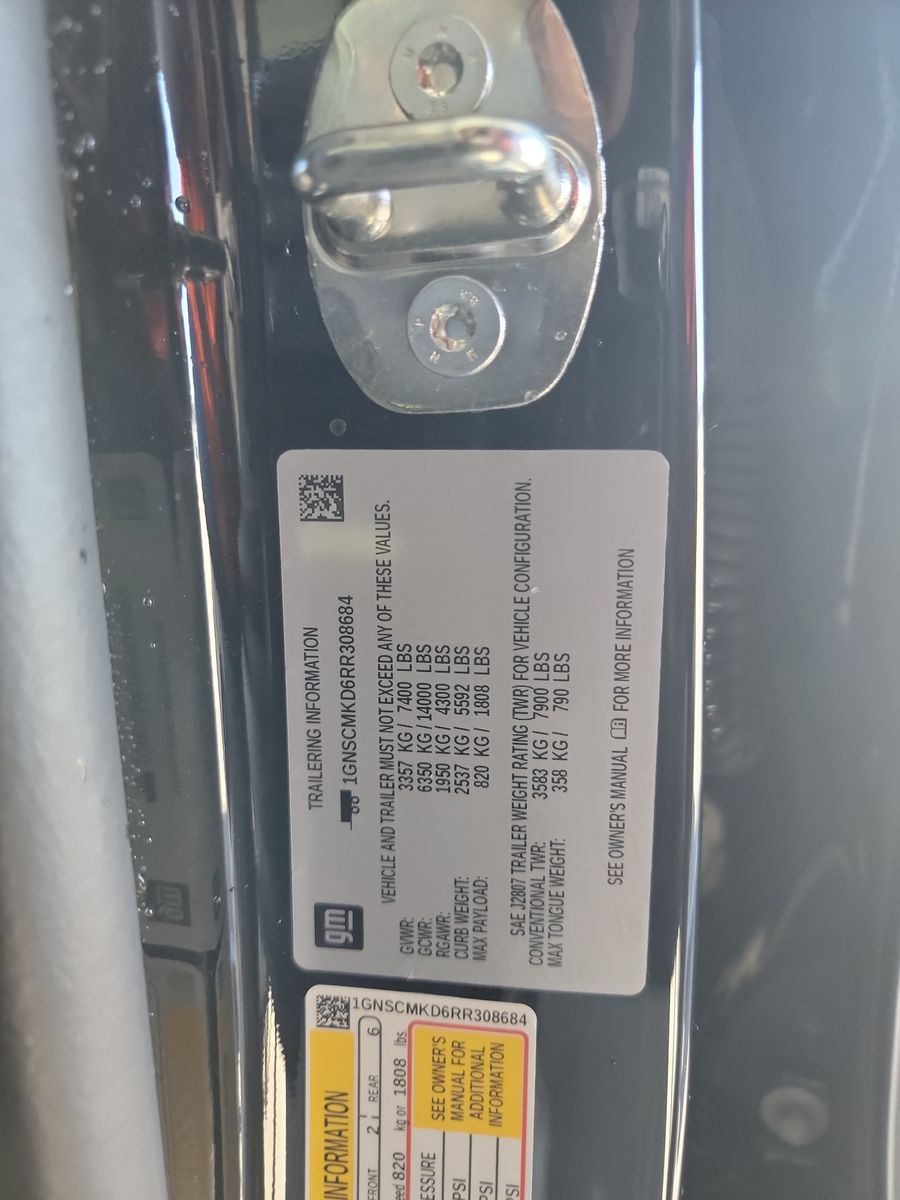 TRAILERING INFORMATION
gm
1GNSCMKD6RR308684
VEHICLE AND TRAILER MUST NOT EXCEED ANY OF THESE VALUES.
GVWR: 3357 KG / 7400 LBS
GCWR: 6350 KG / 14000 LBS
RGAWR: 1950 KG / 4300 LBS
CURB WEIGHT: 2537 KG / 5592 LBS
MAX PAYLOAD: 820 KG / 1808 LBS
SAE J2807 TRAILER WEIGHT RATING (TWR) FOR VEHICLE CONFIGURATION.
CONVENTIONAL TWR: 3583 KG / 7900 LBS
MAX TONGUE WEIGHT: 358 KG / 790 LBS
SEE OWNER'S MANUAL FOR MORE INFORMATION
1GNSCMKD6RR308684
INFORMATION
FRONT 2 REAR 6
eed 820 kg or 1808 lbs.
ESSURE
PSI
PSI
SI
SEE OWNER'S
MANUAL FOR
ADDITIONAL
INFORMATION